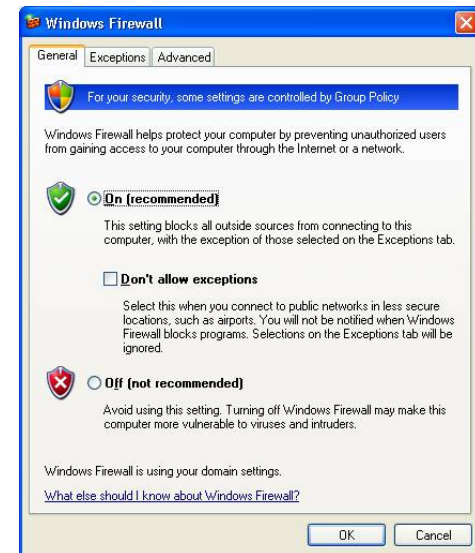 Windows Firewall
General Exceptions Advanced
For your security, some settings are controlled by Group Policy
Windows Firewall helps protect your computer by preventing unauthorized users
from gaining access to your computer through the Internet or a network.
On (recommended)
This setting blocks all outside sources from connecting to this
computer, with the exception of those selected on the Exceptions tab.
Don't allow exceptions
Select this when you connect to public networks in less secure
locations, such as airports. You will not be notified when Windows
Firewall blocks programs. Selections on the Exceptions tab will be
ignored.
Off (not recommended)
Avoid using this setting. Turning off Windows Firewall may make this
computer more vulnerable to viruses and intruders.
Windows Firewall is using your domain settings.
What else should I know about Windows Firewall?
OK Cancel